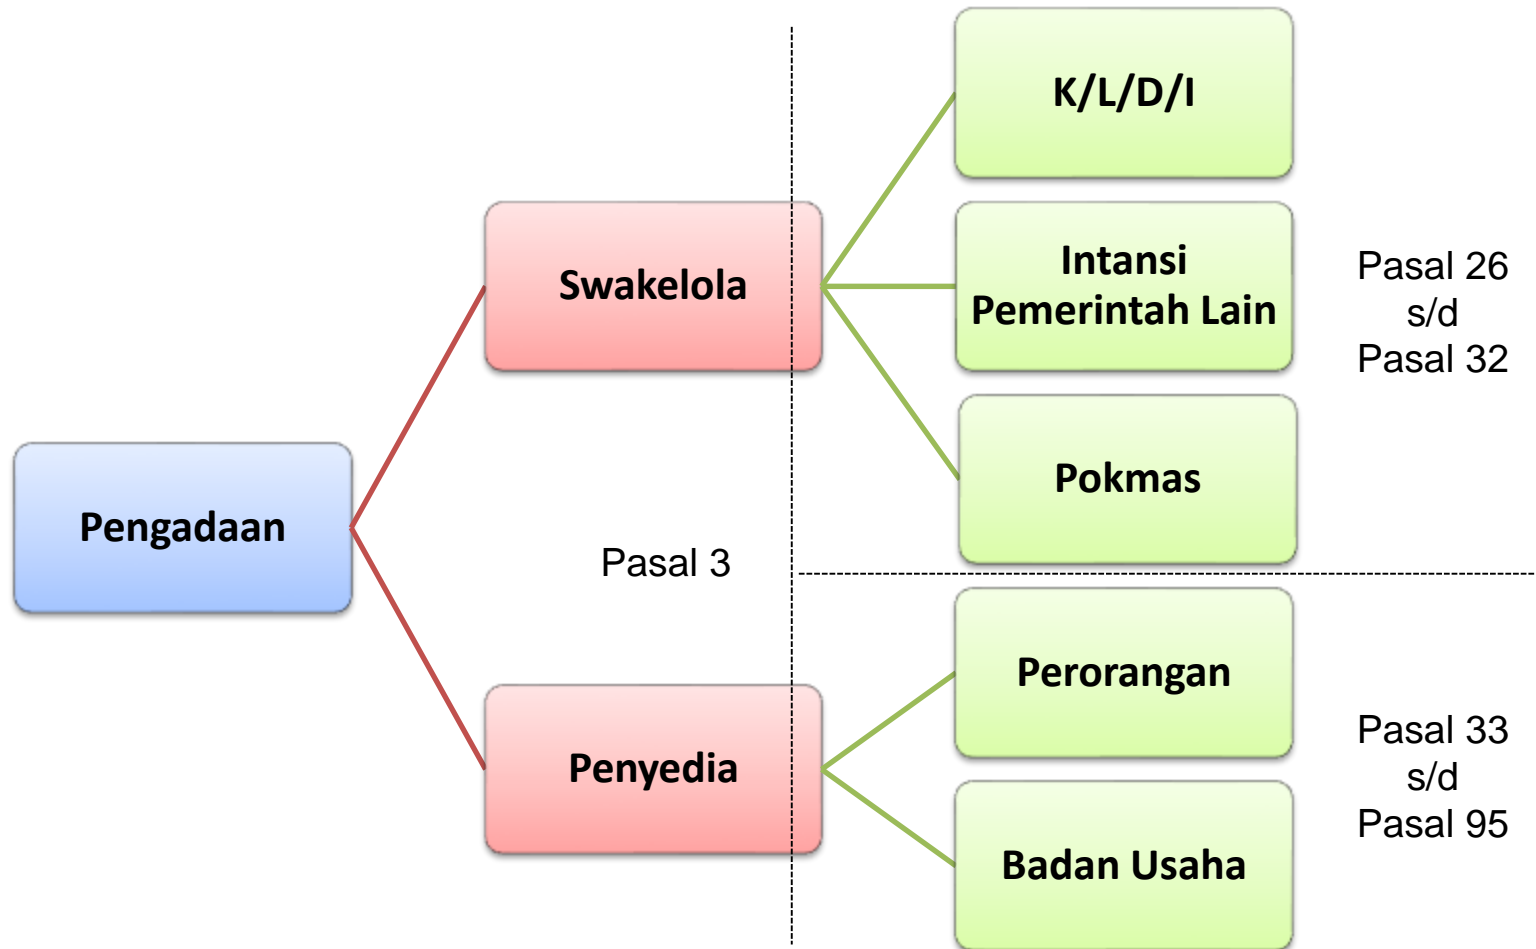 K/L/D/I
Swakelola
Intansi
Pemerintah Lain
Pasal 26
s/d
Pasal 32
Pokmas
Pengadaan
Pasal 3
Perorangan
Penyedia
Pasal 33
s/d
Pasal 95
Badan Usaha